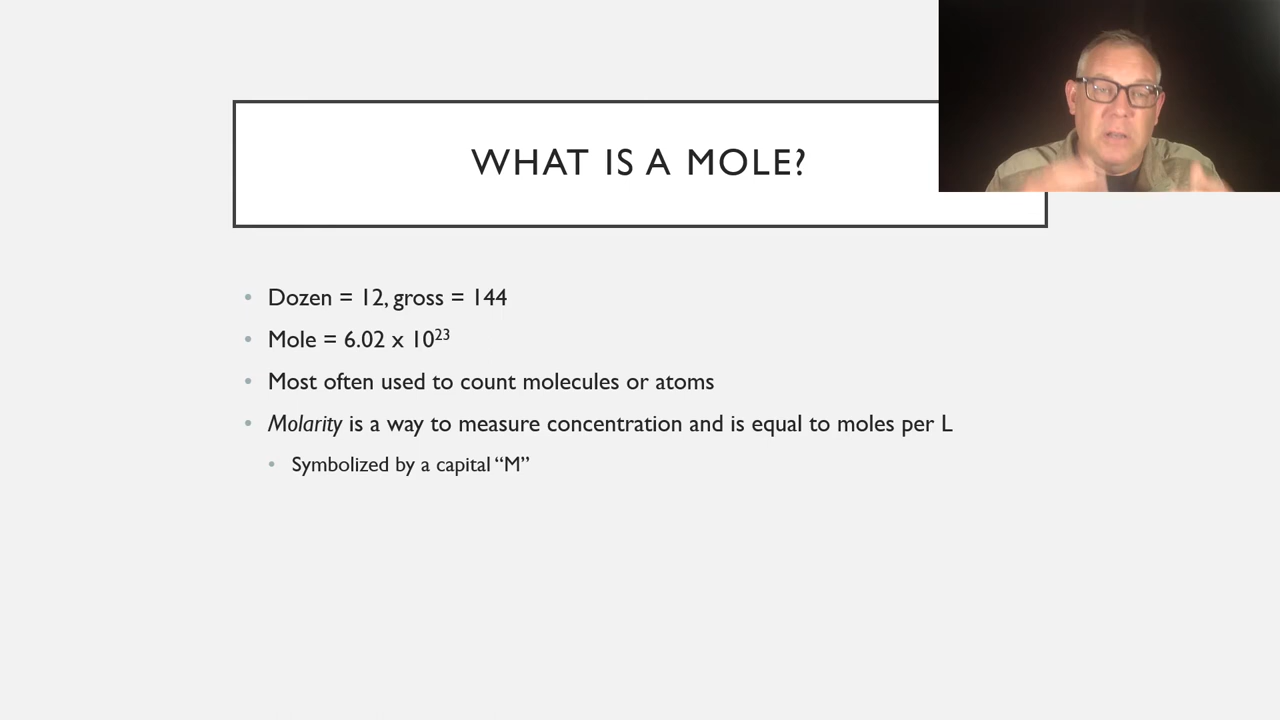 WHAT IS A MOLE?
• Dozen = 12, gross = 144
• Mole = 6.02 x 10²³
• Most often used to count molecules or atoms
• Molarity is a way to measure concentration and is equal to moles per L
• Symbolized by a capital “M”